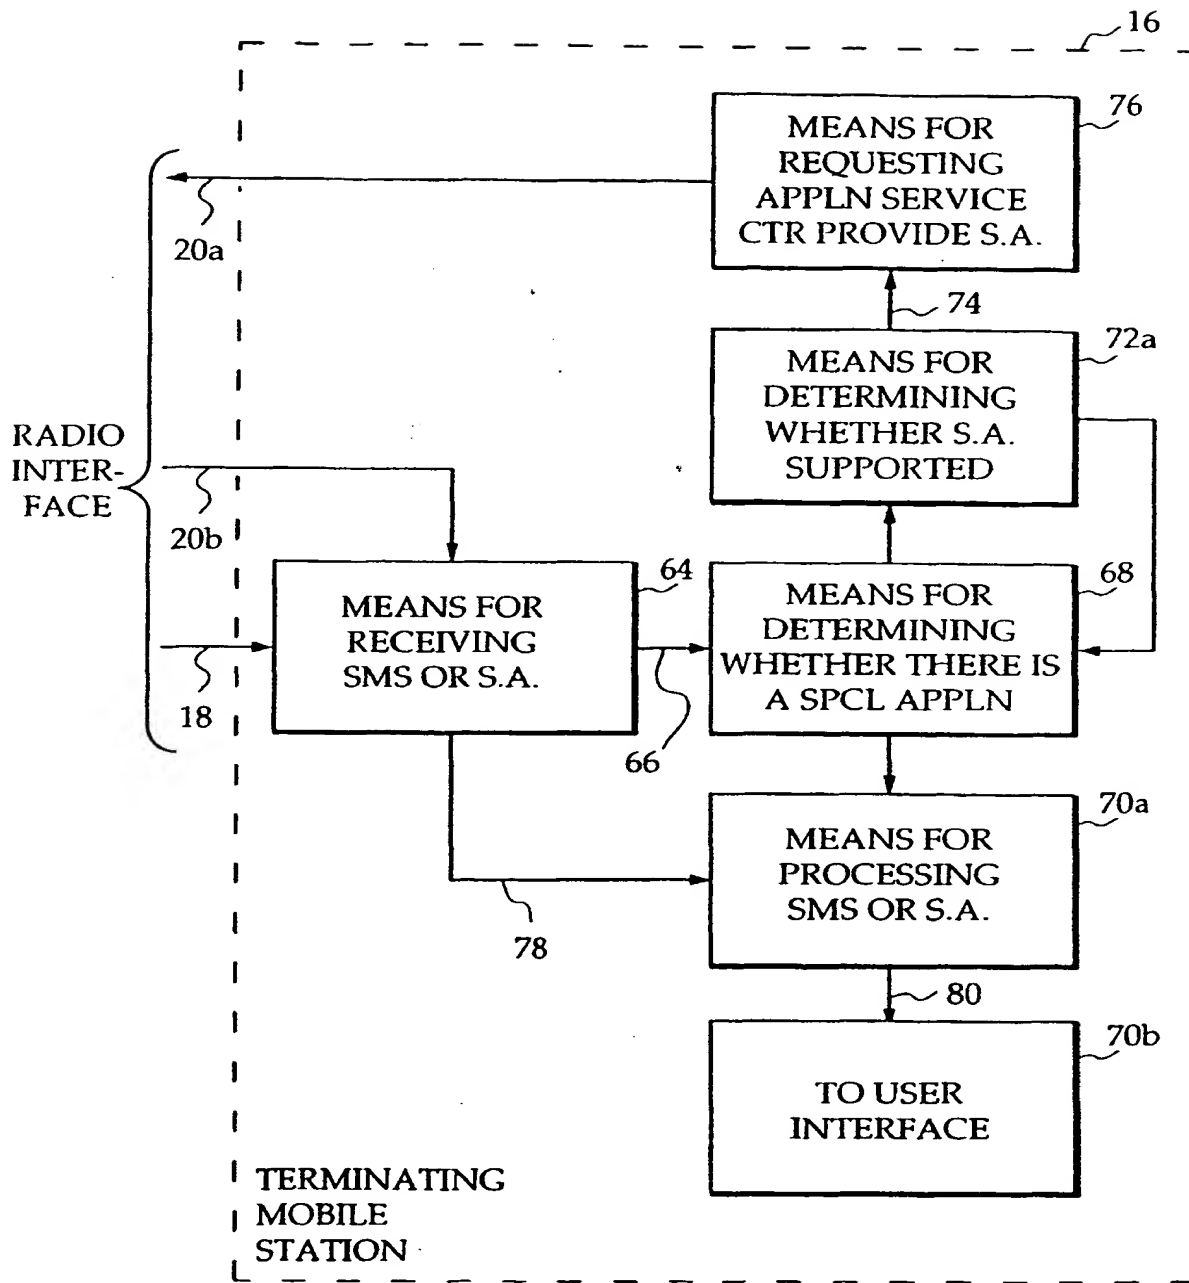 16
MEANS FOR
REQUESTING
APPLN SERVICE
CTR PROVIDE S.A.
76
20a
74
MEANS FOR
DETERMINING
WHETHER S.A.
SUPPORTED
72a
RADIO
INTER-
FACE
20b
18
MEANS FOR
RECEIVING
SMS OR S.A.
64
66
MEANS FOR
DETERMINING
WHETHER THERE IS
A SPCL APPLN
68
78
MEANS FOR
PROCESSING
SMS OR S.A.
70a
80
TO USER
INTERFACE
70b
TERMINATING
MOBILE
STATION